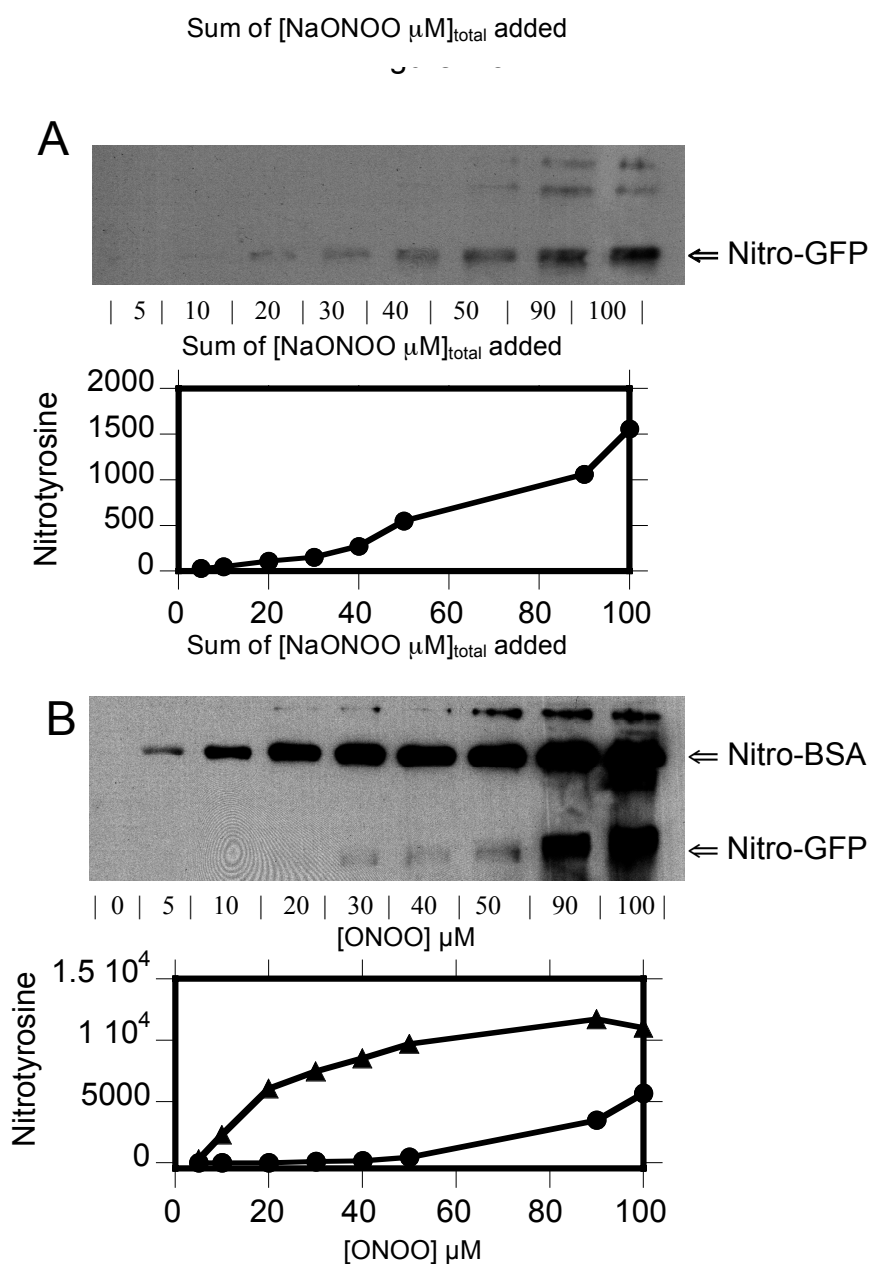 Sum of [NaONOO μM]total added
A
⇐ Nitro-GFP
| 5 | 10 | 20 | 30 | 40 | 50 | 90 | 100 |
Sum of [NaONOO μM]total added
Nitrotyrosine
2000
1500
1000
500
0
0 20 40 60 80 100
Sum of [NaONOO μM]total added
B
⇐ Nitro-BSA
⇐ Nitro-GFP
| 0 | 5 | 10 | 20 | 30 | 40 | 50 | 90 | 100 |
[ONOO] µM
Nitrotyrosine
1.5 10^4
1 10^4
5000
0
0 20 40 60 80 100
[ONOO] µM